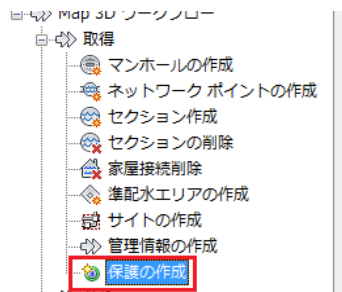 Map 3D ワークフロー
取得
マンホールの作成
ネットワーク ポイントの作成
セクション作成
セクションの削除
家屋接続削除
準配水エリアの作成
サイトの作成
管理情報の作成
保護の作成